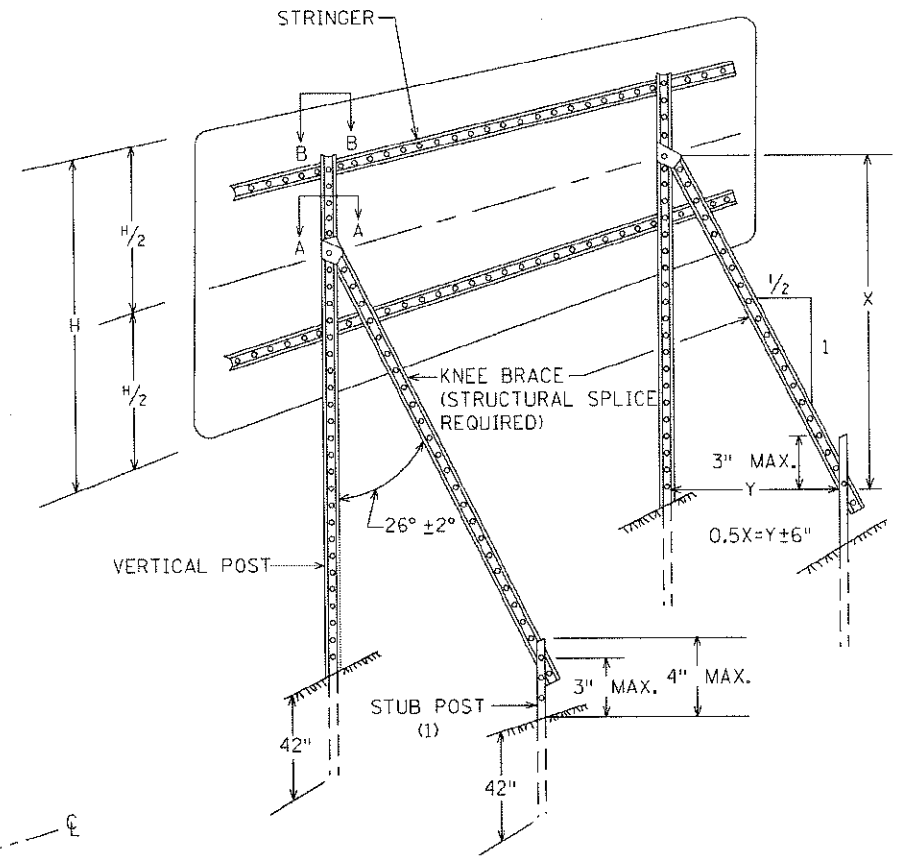 STRINGER
B
B
A
A
H/2
H
H/2
X
1/2
1
KNEE BRACE
(STRUCTURAL SPLICE
REQUIRED)
3" MAX.
Y
26° ±2°
0.5X=Y±6"
VERTICAL POST
3" MAX.
4" MAX.
STUB POST
(1)
42"
42"
℄